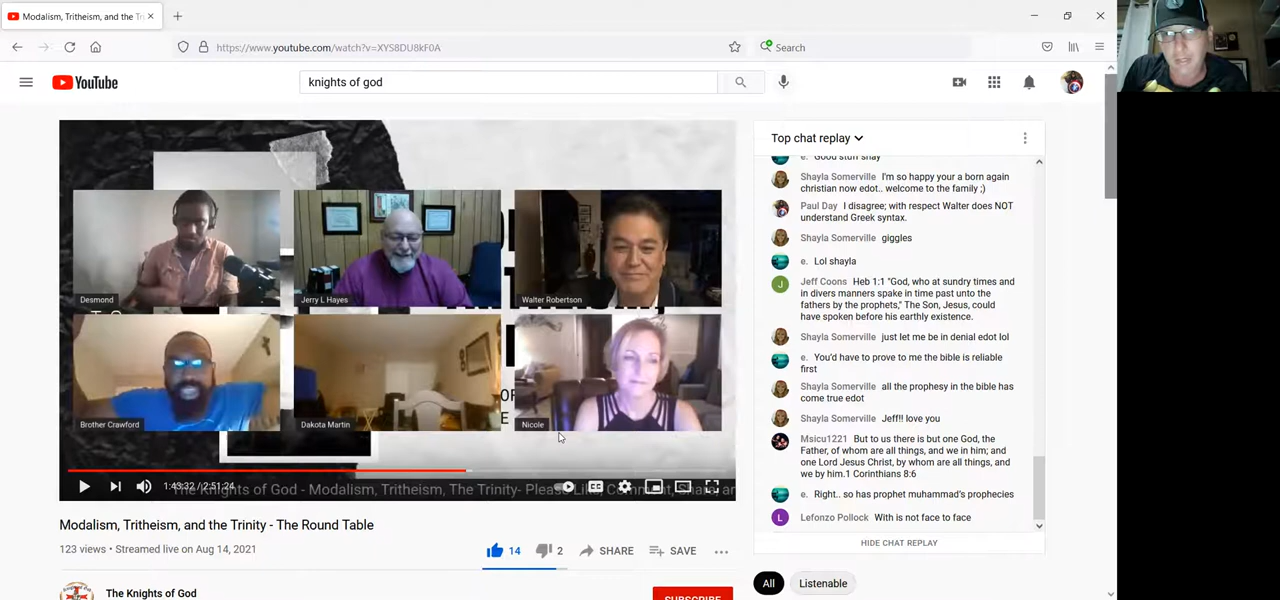 Modalism, Tritheism, and the Tri
https://www.youtube.com/watch?v=XYS8DU8kF0A
Search
YouTube
knights of god
Top chat replay
e. Good stuff shay
Shayla Somerville I'm so happy your a born again
christian now edot.. welcome to the family ;)
Paul Day I disagree; with respect Walter does NOT
understand Greek syntax.
Shayla Somerville giggles
e. Lol shayla
Jeff Coons Heb 1:1 "God, who at sundry times and
in divers manners spake in time past unto the
fathers by the prophets," The Son, Jesus, could
have spoken before his earthly existence.
Shayla Somerville just let me be in denial edot lol
e. You'd have to prove to me the bible is reliable
first
Shayla Somerville all the prophesy in the bible has
come true edot
Shayla Somerville Jeff!! love you
Msicu1221 But to us there is but one God, the
Father, of whom are all things, and we in him; and
one Lord Jesus Christ, by whom are all things, and
we by him.1 Corinthians 8:6
e. Right.. so has prophet muhammad's prophecies
Lefonzo Pollock With is not face to face
HIDE CHAT REPLAY
Desmond
Jerry L Hayes
Walter Robertson
Brother Crawford
Dakota Martin
Nicole
1:43:32 / 2:51:24
The Knights of God - Modalism, Tritheism, The Trinity- Please Like, Comment, Share, an
Modalism, Tritheism, and the Trinity - The Round Table
123 views • Streamed live on Aug 14, 2021
14
2
SHARE
SAVE
All
Listenable
The Knights of God
SUBSCRIBE